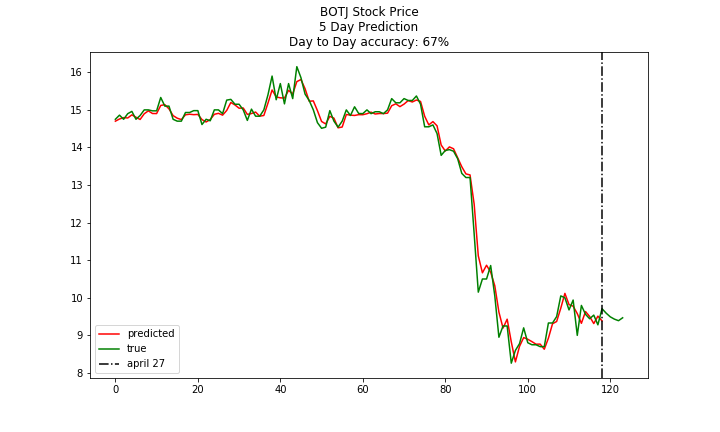 BOTJ Stock Price
5 Day Prediction
Day to Day accuracy: 67%
16
15
14
13
12
11
10
9
8
predicted
true
april 27
0 20 40 60 80 100 120